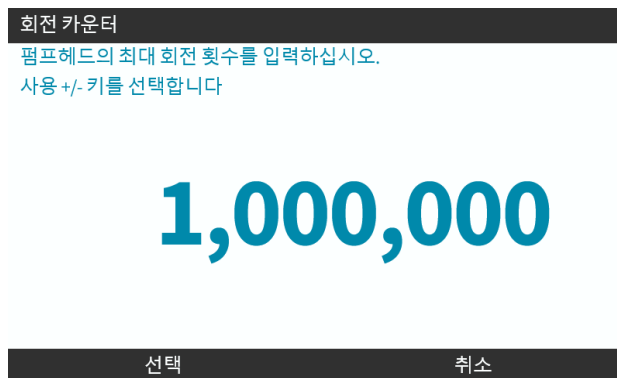 회전 카운터
펌프헤드의 최대 회전 횟수를 입력하십시오.
사용 +/- 키를 선택합니다
1,000,000
선택 취소